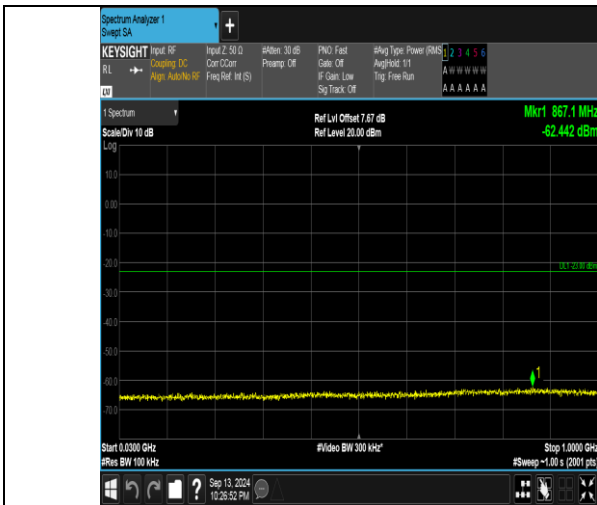 Spectrum Analyzer 1
Swept SA
+
KEYSIGHT Input: RF Input Z: 50 Ω #Atten: 30 dB PNO: Fast #Avg Type: Power (RMS 1 2 3 4 5 6
RL Coupling: DC Corr CCorr Preamp: Off Gate: Off Avg|Hold: 1/1 A W W W W W
Align: Auto/No RF Freq Ref: Int (S) IF Gain: Low Trig: Free Run
LXI Sig Track: Off A A A A A A
1 Spectrum Ref Lvl Offset 7.67 dB Mkr1 867.1 MHz
Scale/Div 10 dB Ref Level 20.00 dBm -62.442 dBm
Log
10.0
0.00
-10.0
-20.0
DL1 -23.00 dBm
-30.0
-40.0
-50.0
1
-60.0
-70.0
Start 0.0300 GHz #Video BW 300 kHz* Stop 1.0000 GHz
#Res BW 100 kHz #Sweep ~1.00 s (2001 pts)
? Sep 13, 2024
10:26:52 PM